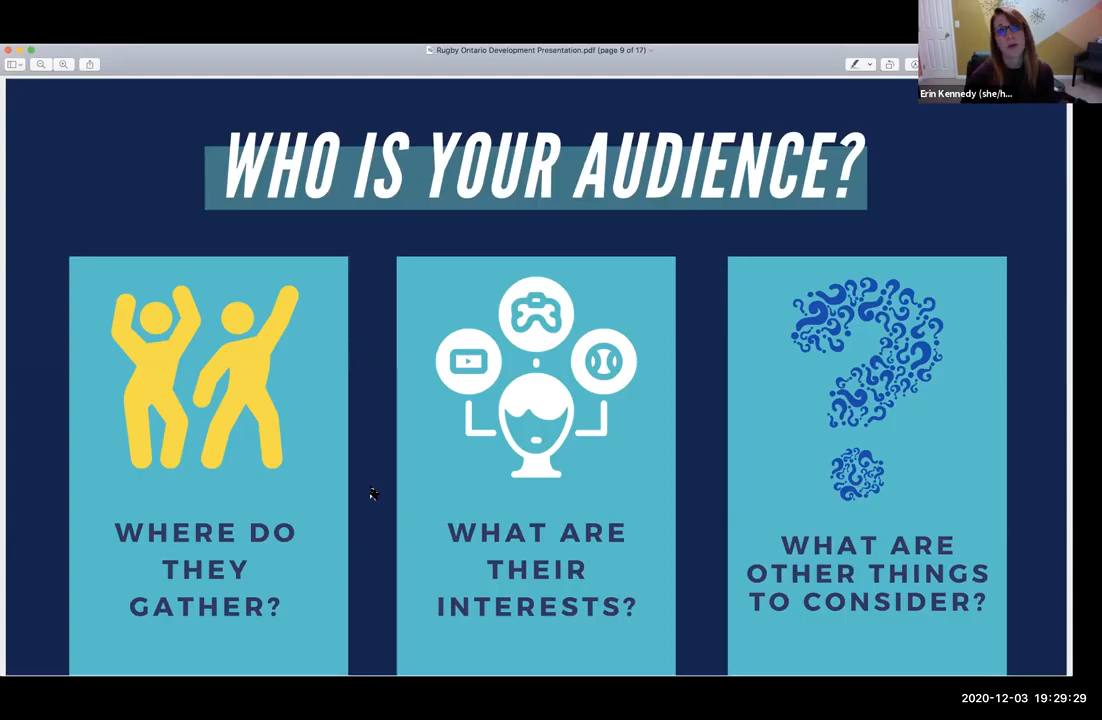 Rugby Ontario Development Presentation.pdf (page 9 of 17)
Erin Kennedy (she/h...
WHO IS YOUR AUDIENCE?
WHERE DO
THEY
GATHER?
WHAT ARE
THEIR
INTERESTS?
WHAT ARE
OTHER THINGS
TO CONSIDER?
2020-12-03 19:29:29